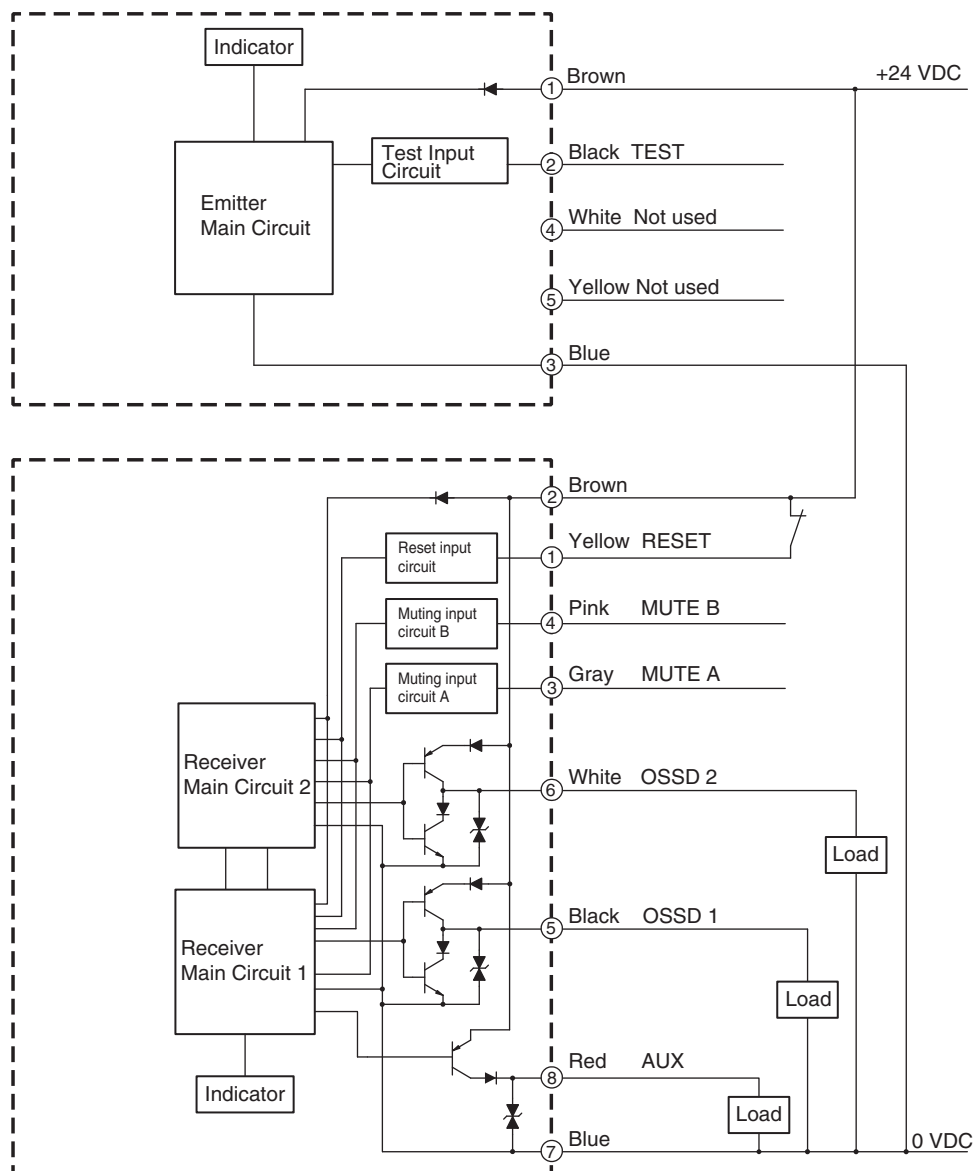 Indicator
① Brown
+24 VDC
Test Input
Circuit
② Black TEST
Emitter
Main Circuit
④ White Not used
⑤ Yellow Not used
③ Blue
② Brown
Reset input
circuit
① Yellow RESET
Muting input
circuit B
④ Pink MUTE B
Muting input
circuit A
③ Gray MUTE A
Receiver
Main Circuit 2
⑥ White OSSD 2
Load
Receiver
Main Circuit 1
⑤ Black OSSD 1
Load
Indicator
⑧ Red AUX
Load
⑦ Blue
0 VDC